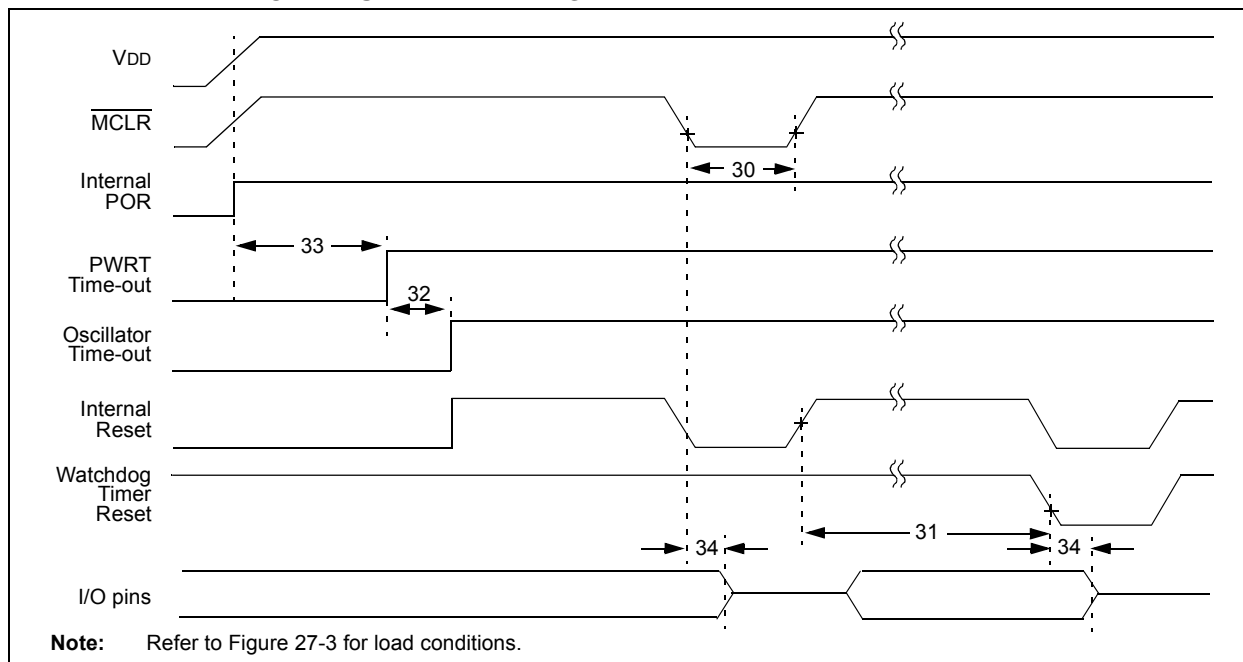 VDD
MCLR
Internal
POR
30
33
PWRT
Time-out
32
Oscillator
Time-out
Internal
Reset
Watchdog
Timer
Reset
31
34
34
I/O pins
Note: Refer to Figure 27-3 for load conditions.